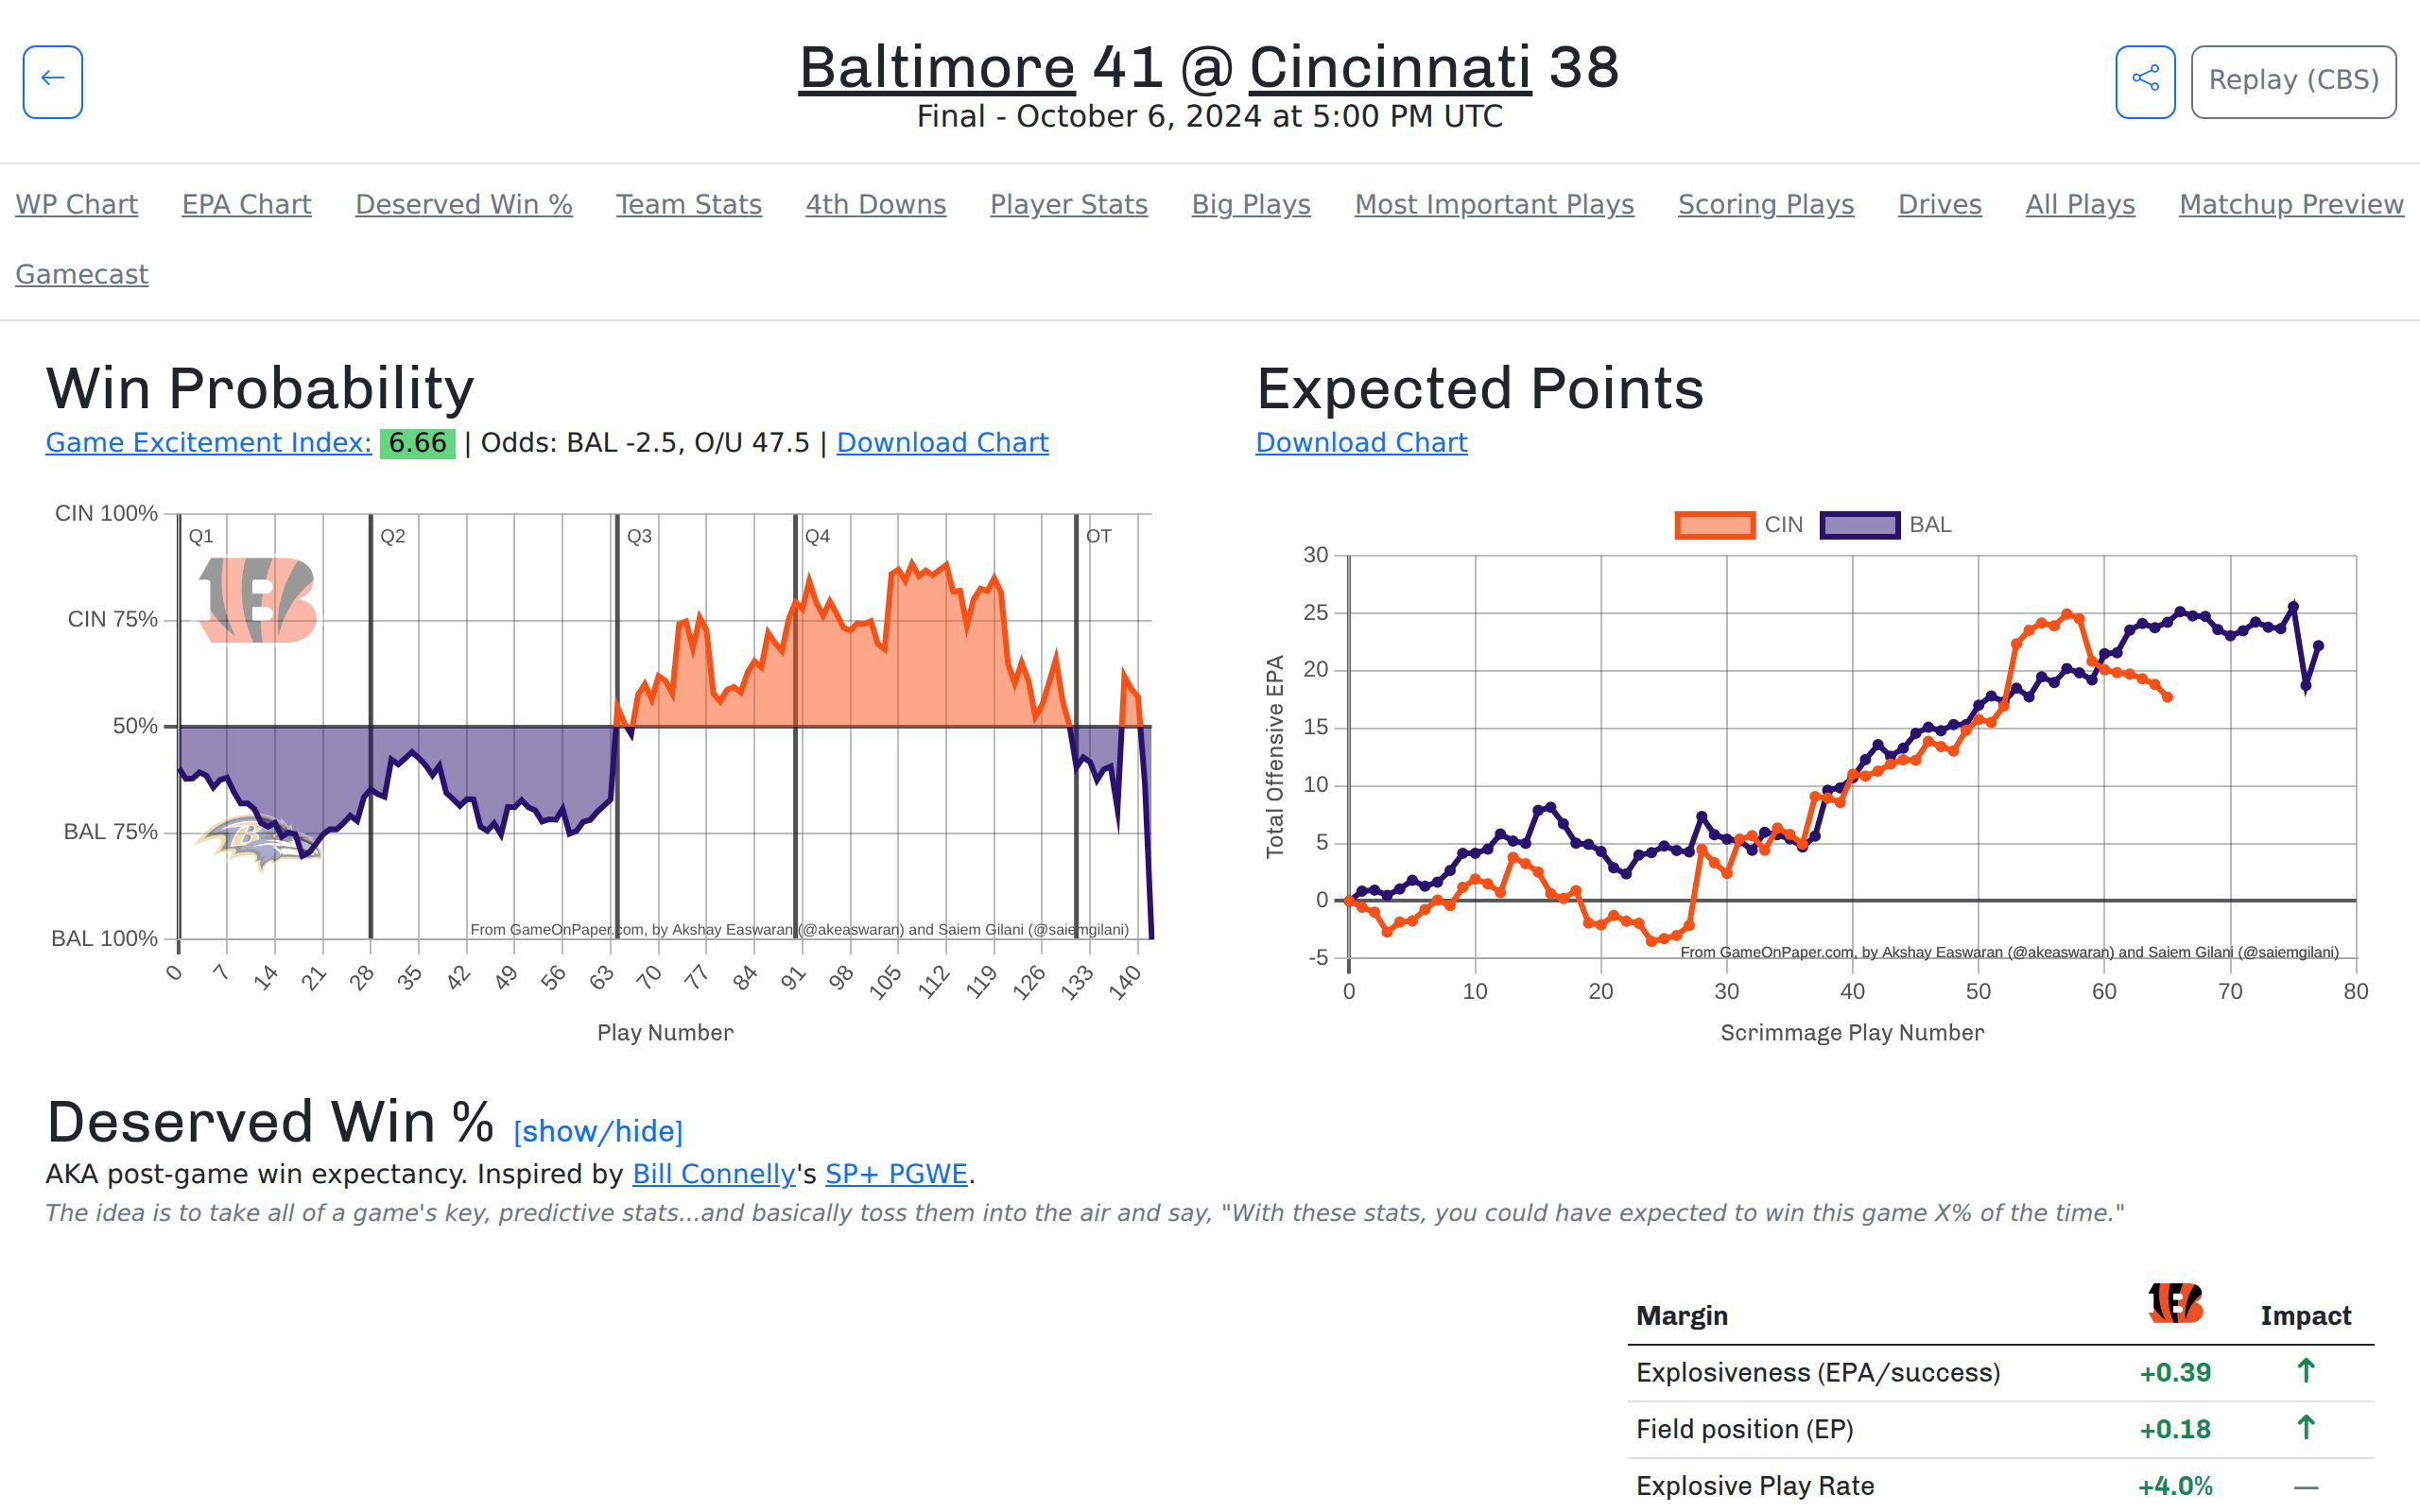 ←
Baltimore 41 @ Cincinnati 38
Final - October 6, 2024 at 5:00 PM UTC
Replay (CBS)
WP Chart EPA Chart Deserved Win % Team Stats 4th Downs Player Stats Big Plays Most Important Plays Scoring Plays Drives All Plays Matchup Preview
Gamecast
Win Probability
Game Excitement Index: 6.66 | Odds: BAL -2.5, O/U 47.5 | Download Chart
CIN 100%
CIN 75%
50%
BAL 75%
BAL 100%
Q1 Q2 Q3 Q4 OT
B
B
From GameOnPaper.com, by Akshay Easwaran (@akeaswaran) and Saiem Gilani (@saiemgilani)
0 7 14 21 28 35 42 49 56 63 70 77 84 91 98 105 112 119 126 133 140
Play Number
Expected Points
Download Chart
CIN BAL
Total Offensive EPA
30
25
20
15
10
5
0
-5
From GameOnPaper.com, by Akshay Easwaran (@akeaswaran) and Saiem Gilani (@saiemgilani)
0 10 20 30 40 50 60 70 80
Scrimmage Play Number
Deserved Win % [show/hide]
AKA post-game win expectancy. Inspired by Bill Connelly's SP+ PGWE.
The idea is to take all of a game's key, predictive stats...and basically toss them into the air and say, "With these stats, you could have expected to win this game X% of the time."
Margin B Impact
Explosiveness (EPA/success) +0.39 ↑
Field position (EP) +0.18 ↑
Explosive Play Rate +4.0% —